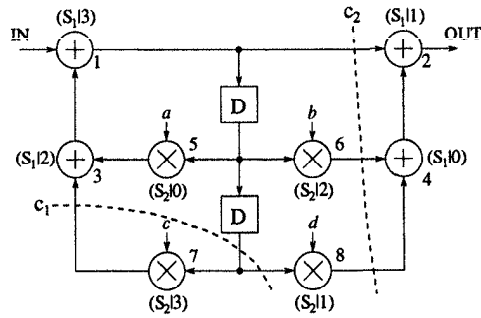 (S₁|3) c₂ (S₁|1)
IN + 1 + 2 OUT
D
a b
(S₁|2) + 3 × 5 × 6 + 4 (S₁|0)
(S₂|0) (S₂|2)
c₁ D
c d
× 7 × 8
(S₂|3) (S₂|1)